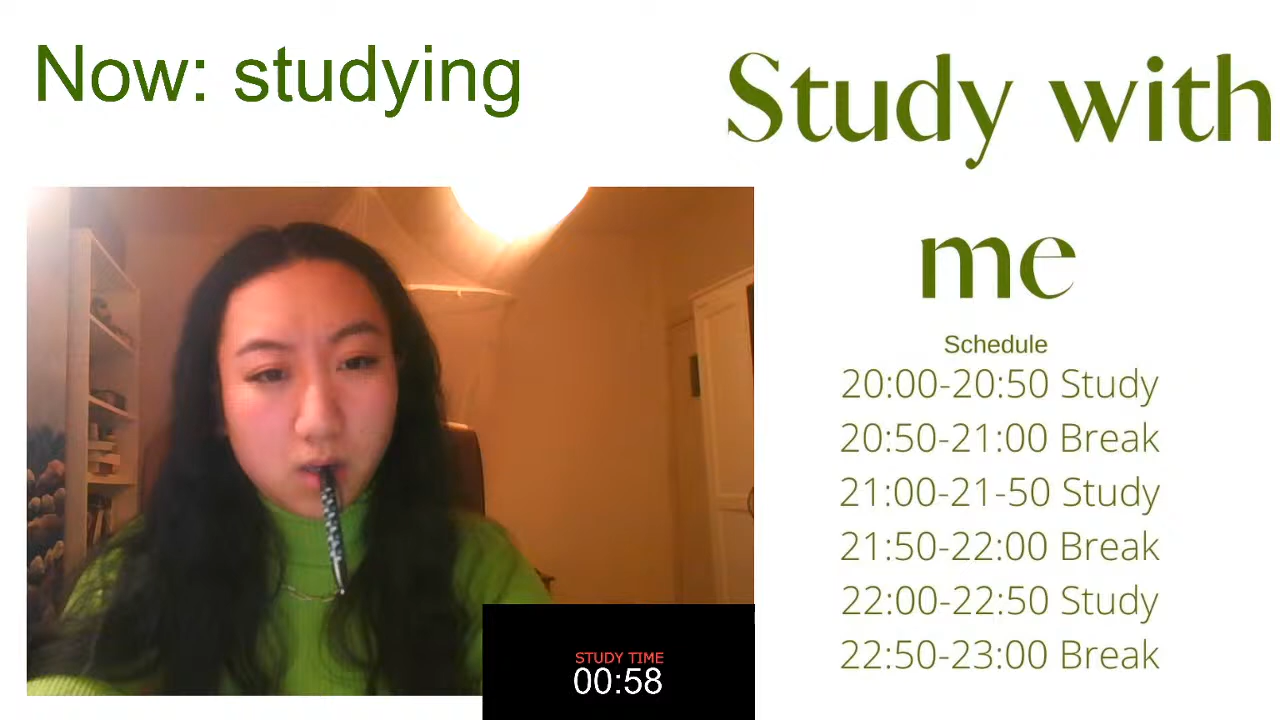 Now: studying
Study with
me
Schedule
20:00-20:50 Study
20:50-21:00 Break
21:00-21-50 Study
21:50-22:00 Break
22:00-22:50 Study
22:50-23:00 Break
STUDY TIME
00:58